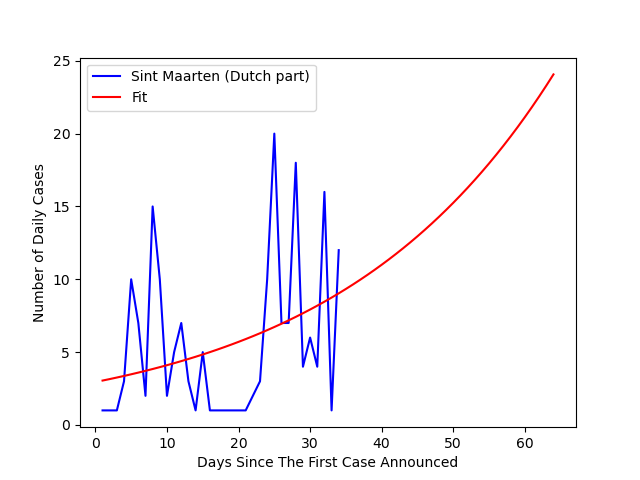 Sint Maarten (Dutch part)
Fit
Number of Daily Cases
25
20
15
10
5
0
0 10 20 30 40 50 60
Days Since The First Case Announced